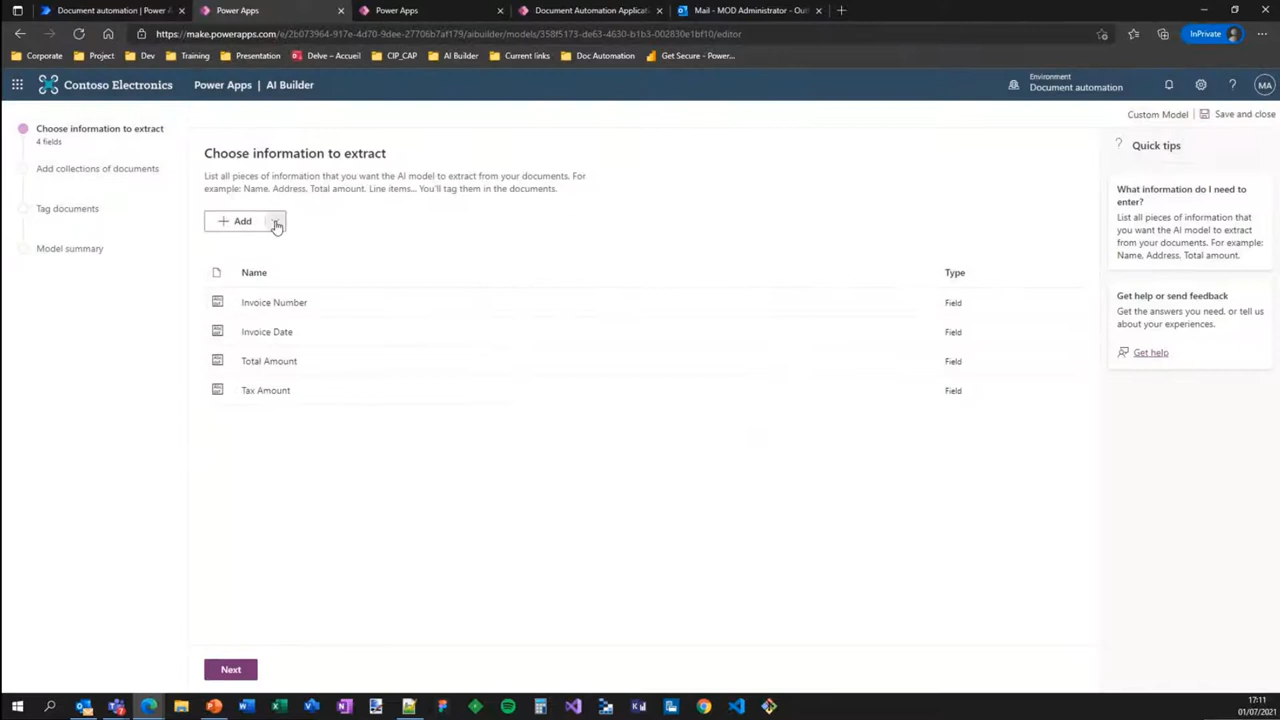 Document automation | Power A
Power Apps
Power Apps
Document Automation Applicati
Mail - MOD Administrator - Out
https://make.powerapps.com/e/2b073964-917e-4d70-9dee-27706b7af179/aibuilder/models/358f5173-de63-4630-b1b3-002830e1bf10/editor
InPrivate
Corporate
Project
Dev
Training
Presentation
Delve – Accueil
CIP_CAP
AI Builder
Current links
Doc Automation
Get Secure - Powe...
Contoso Electronics
Power Apps | AI Builder
Environment
Document automation
?
MA
Custom Model
Save and close
Choose information to extract
4 fields
Add collections of documents
Tag documents
Model summary
Choose information to extract
List all pieces of information that you want the AI model to extract from your documents. For
example: Name, Address, Total amount, Line items... You'll tag them in the documents.
+ Add
Name
Type
Invoice Number
Field
Invoice Date
Field
Total Amount
Field
Tax Amount
Field
Next
? Quick tips
What information do I need to
enter?
List all pieces of information that
you want the AI model to extract
from your documents. For example:
Name, Address, Total amount.
Get help or send feedback
Get the answers you need, or tell us
about your experiences.
Get help
17:11
01/07/2021